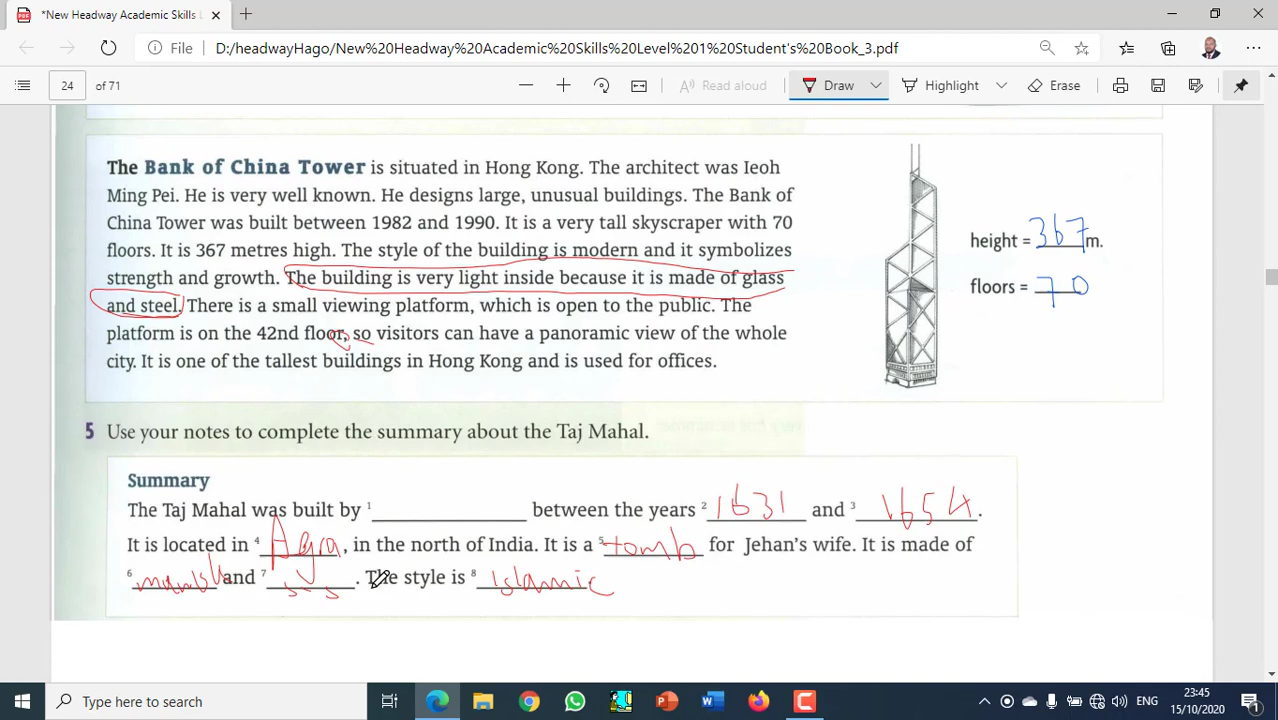 *New Headway Academic Skills Level
File D:/headwayHago/New%20Headway%20Academic%20Skills%20Level%201%20Student's%20Book_3.pdf
24 of 71 Read aloud Draw Highlight Erase
The Bank of China Tower is situated in Hong Kong. The architect was Ieoh
Ming Pei. He is very well known. He designs large, unusual buildings. The Bank of
China Tower was built between 1982 and 1990. It is a very tall skyscraper with 70
floors. It is 367 metres high. The style of the building is modern and it symbolizes
strength and growth. The building is very light inside because it is made of glass
and steel. There is a small viewing platform, which is open to the public. The
platform is on the 42nd floor, so visitors can have a panoramic view of the whole
city. It is one of the tallest buildings in Hong Kong and is used for offices.
height = 367 m.
floors = 70
5 Use your notes to complete the summary about the Taj Mahal.
Summary
The Taj Mahal was built by 1 between the years 2 1631 and 3 1654 .
It is located in 4 Agra , in the north of India. It is a 5 tomb for Jehan's wife. It is made of
6 and 7 . The style is 8 Islamic
Type here to search ENG 23:45
15/10/2020